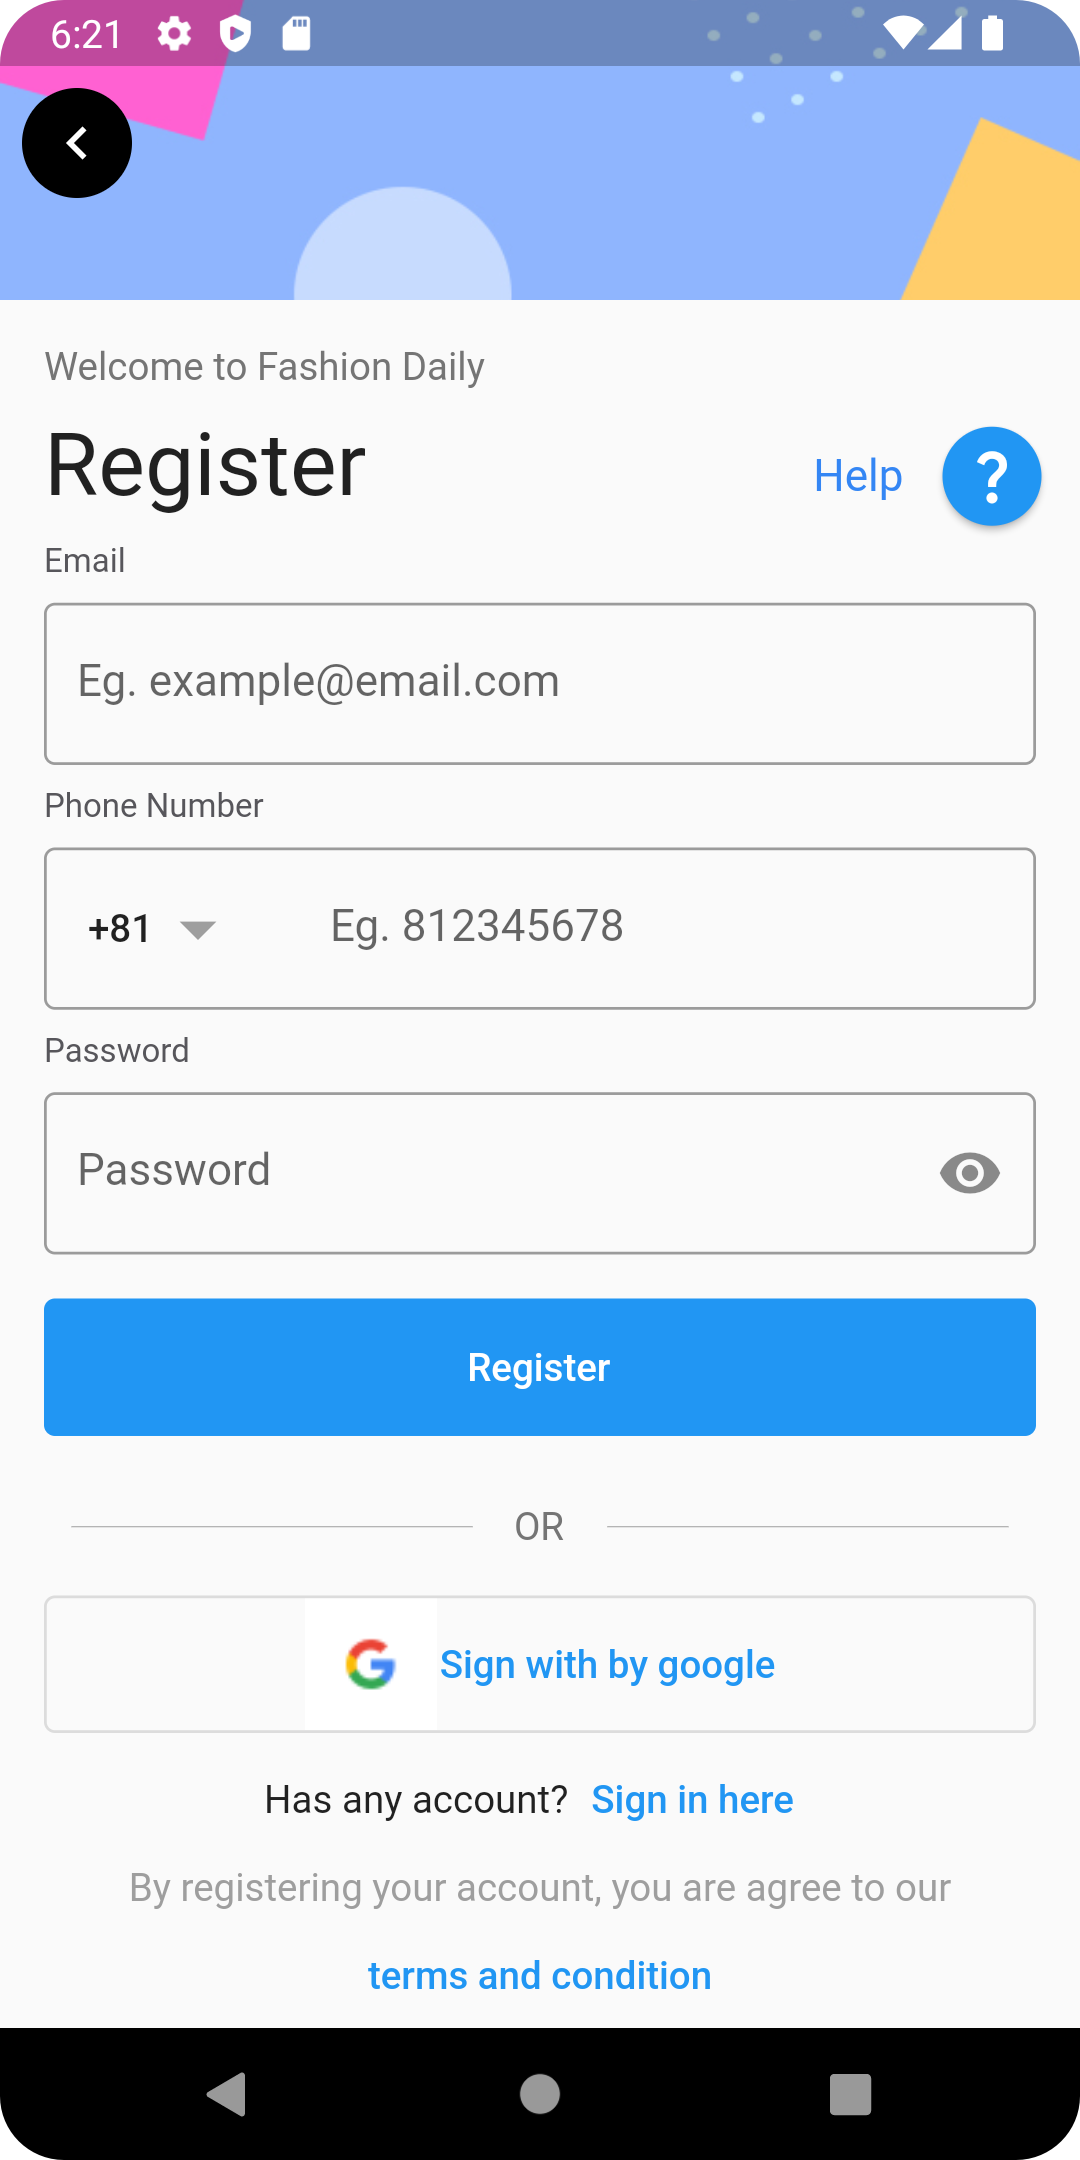 6:21
Welcome to Fashion Daily
Register
Help
Email
Eg. example@email.com
Phone Number
+81
Eg. 812345678
Password
Password
Register
OR
Sign with by google
Has any account? Sign in here
By registering your account, you are agree to our
terms and condition